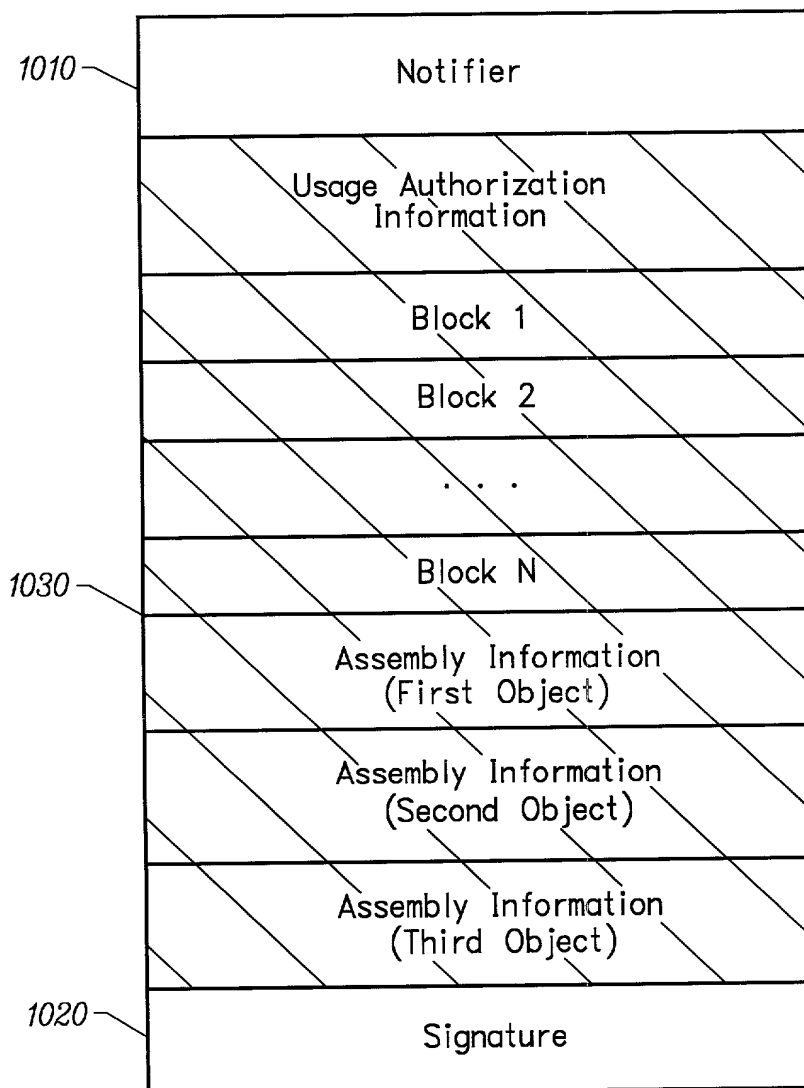 1010
Notifier
Usage Authorization
Information
Block 1
Block 2
. . .
Block N
1030
Assembly Information
(First Object)
Assembly Information
(Second Object)
Assembly Information
(Third Object)
1020
Signature